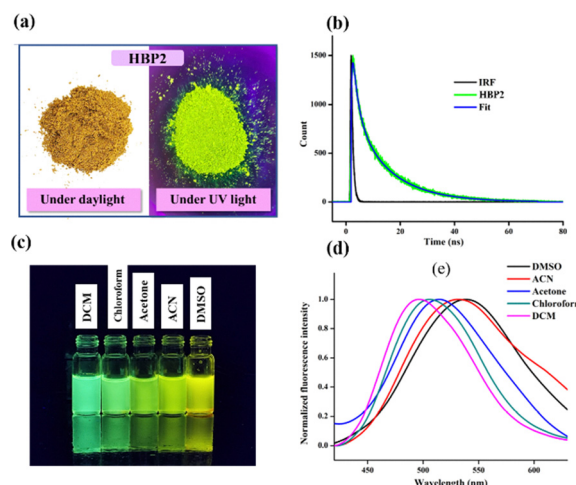 (a)
HBP2
Under daylight
Under UV light
(b)
1500
1000
500
0
Count
IRF
HBP2
Fit
0
20
40
60
80
Time (ns)
(c)
DCM
Chloroform
Acetone
ACN
DMSO
(d)
(e)
DMSO
ACN
Acetone
Chloroform
DCM
1.0
0.8
0.6
0.4
0.2
0.0
Normalized fluorescence intensity
450
500
550
600
Wavelength (nm)